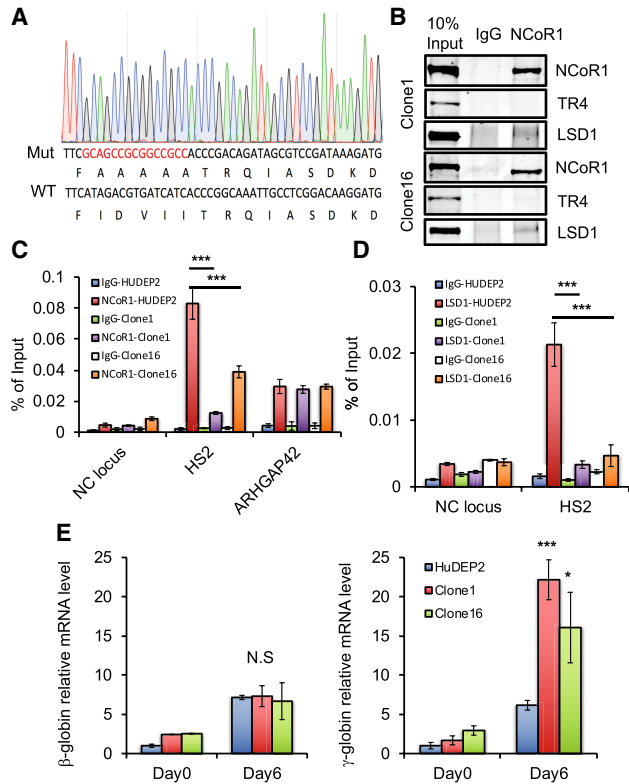 A
Mut TTCGCAGCCGCGGCCGCCACCCGACAGATAGCGTCCGATAAAGATG
F A A A A A T R Q I A S D K D
WT TTCATAGACGTGATCATCACCCGGCAAATTGCCTCGGACAAGGATG
F I D V I I T R Q I A S D K D
B
10% Input IgG NCoR1
Clone1
NCoR1
TR4
LSD1
Clone16
NCoR1
TR4
LSD1
C
% of Input
0.1
0.08
0.06
0.04
0.02
0
IgG-HUDEP2
NCoR1-HUDEP2
IgG-Clone1
NCoR1-Clone1
IgG-Clone16
NCoR1-Clone16
***
***
NC locus HS2 ARHGAP42
D
% of Input
0.03
0.02
0.01
0
IgG-HUDEP2
LSD1-HUDEP2
IgG-Clone1
LSD1-Clone1
IgG-Clone16
LSD1-Clone16
***
***
NC locus HS2
E
β-globin relative mRNA level
25
20
15
10
5
0
N.S
Day0 Day6
γ-globin relative mRNA level
25
20
15
10
5
0
HuDEP2
Clone1
Clone16
***
*
Day0 Day6